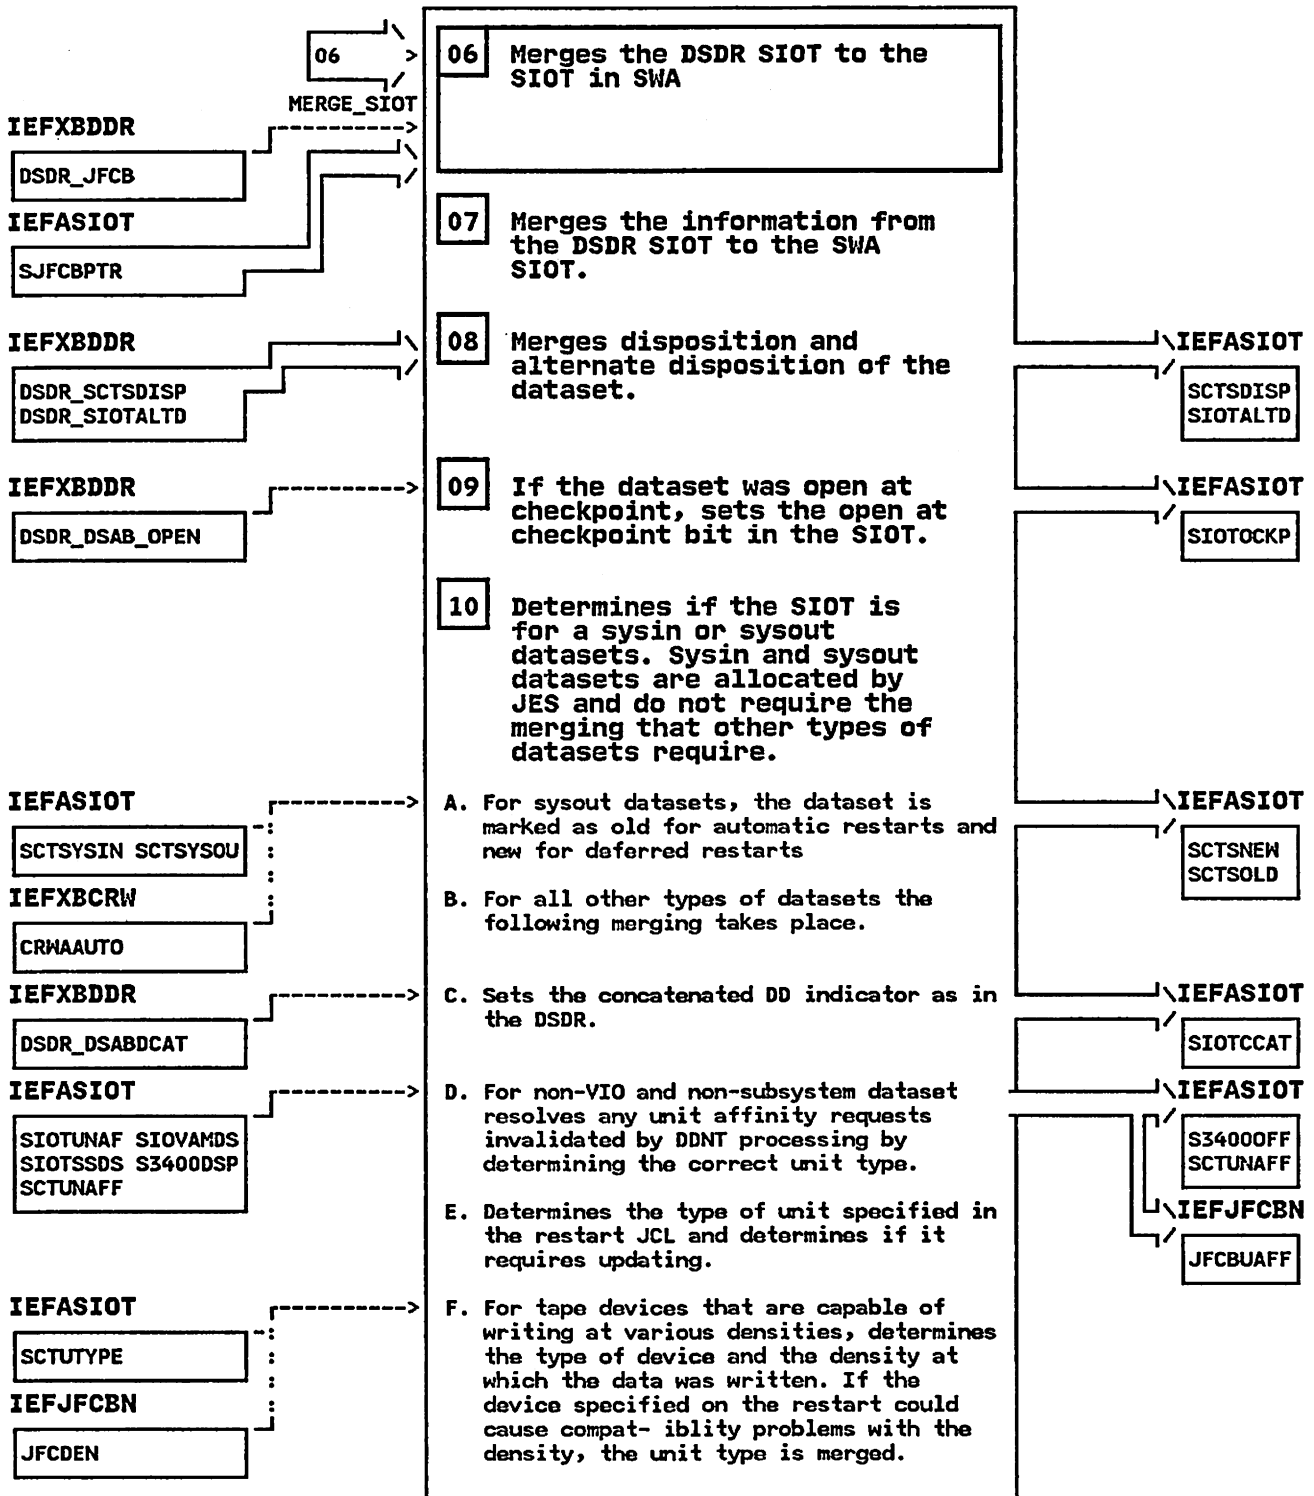 06
06 Merges the DSDR SIOT to the
SIOT in SWA
MERGE_SIOT
IEFXBDDR
DSDR_JFCB
IEFASIOT
SJFCBPTR
07 Merges the information from
the DSDR SIOT to the SWA
SIOT.
IEFXBDDR
DSDR_SCTSDISP
DSDR_SIOTALTD
08 Merges disposition and
alternate disposition of the
dataset.
IEFASIOT
SCTSDISP
SIOTALTD
IEFXBDDR
DSDR_DSAB_OPEN
09 If the dataset was open at
checkpoint, sets the open at
checkpoint bit in the SIOT.
IEFASIOT
SIOTOCKP
10 Determines if the SIOT is
for a sysin or sysout
datasets. Sysin and sysout
datasets are allocated by
JES and do not require the
merging that other types of
datasets require.
IEFASIOT
SCTSYSIN SCTSYSOU
IEFXBCRW
CRWAAUTO
A. For sysout datasets, the dataset is
marked as old for automatic restarts and
new for deferred restarts
IEFASIOT
SCTSNEW
SCTSOLD
B. For all other types of datasets the
following merging takes place.
IEFXBDDR
DSDR_DSABDCAT
C. Sets the concatenated DD indicator as in
the DSDR.
IEFASIOT
SIOTCCAT
IEFASIOT
SIOTUNAF SIOVAMDS
SIOTSSDS S3400DSP
SCTUNAFF
D. For non-VIO and non-subsystem dataset
resolves any unit affinity requests
invalidated by DDNT processing by
determining the correct unit type.
IEFASIOT
S3400OFF
SCTUNAFF
IEFJFCBN
JFCBUAFF
E. Determines the type of unit specified in
the restart JCL and determines if it
requires updating.
IEFASIOT
SCTUTYPE
IEFJFCBN
JFCDEN
F. For tape devices that are capable of
writing at various densities, determines
the type of device and the density at
which the data was written. If the
device specified on the restart could
cause compat- iblity problems with the
density, the unit type is merged.